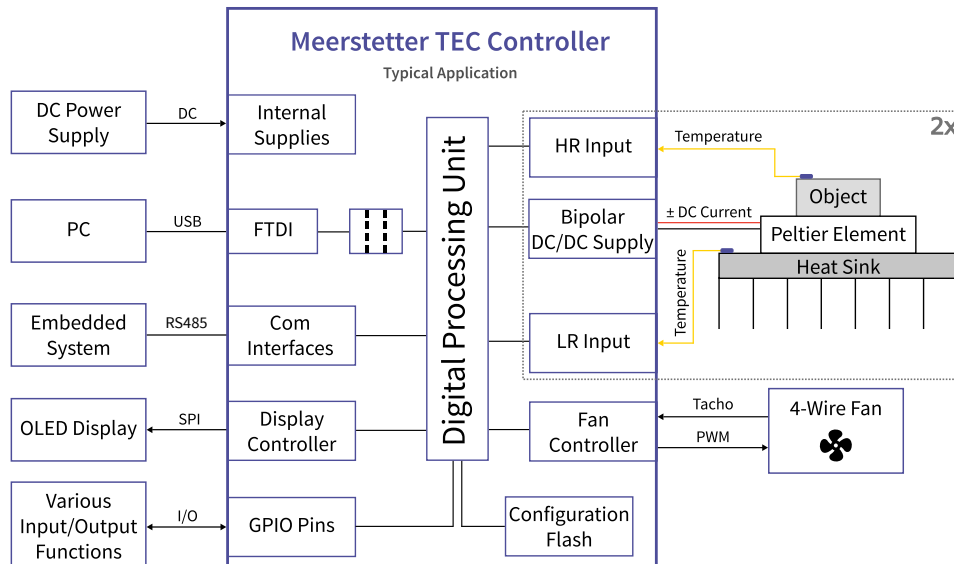 Meerstetter TEC Controller
Typical Application
DC Power
Supply
DC
Internal
Supplies
PC
USB
FTDI
Embedded
System
RS485
Com
Interfaces
OLED Display
SPI
Display
Controller
Various
Input/Output
Functions
I/O
GPIO Pins
Digital Processing Unit
HR Input
Bipolar
DC/DC Supply
LR Input
Fan
Controller
Configuration
Flash
2x
Temperature
Object
± DC Current
Peltier Element
Heat Sink
Temperature
Tacho
PWM
4-Wire Fan